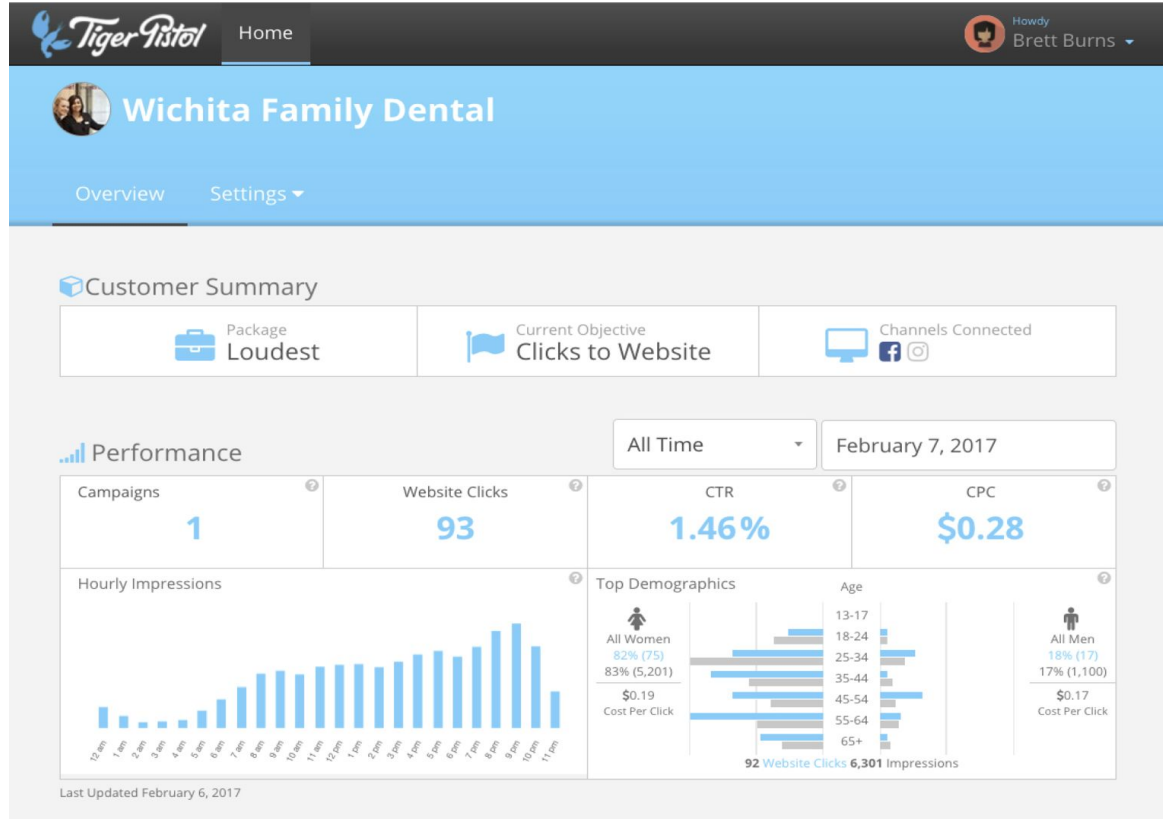 Tiger Pistol
Home
Howdy
Brett Burns
Wichita Family Dental
Overview
Settings
Customer Summary
Package
Loudest
Current Objective
Clicks to Website
Channels Connected
f
Performance
All Time
February 7, 2017
Campaigns
?
1
Website Clicks
?
93
CTR
?
1.46%
CPC
?
$0.28
Hourly Impressions
?
12 am
1 am
2 am
3 am
4 am
5 am
6 am
7 am
8 am
9 am
10 am
11 am
12 pm
1 pm
2 pm
3 pm
4 pm
5 pm
6 pm
7 pm
8 pm
9 pm
10 pm
11 pm
Top Demographics
Age
?
All Women
82% (75)
83% (5,201)
$0.19
Cost Per Click
13-17
18-24
25-34
35-44
45-54
55-64
65+
All Men
18% (17)
17% (1,100)
$0.17
Cost Per Click
92 Website Clicks 6,301 Impressions
Last Updated February 6, 2017